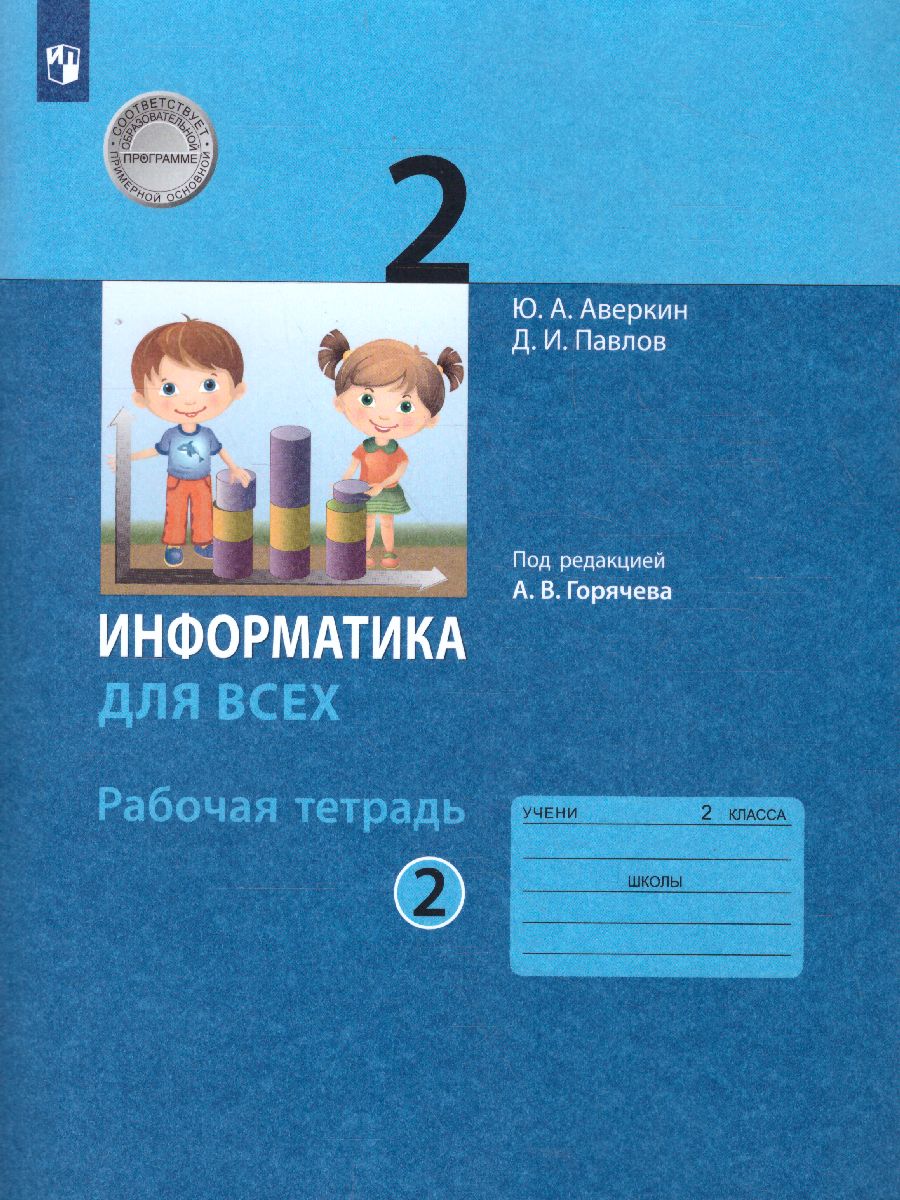 ИП
СООТВЕТСТВУЕТ
ПРИМЕРНОЙ ОСНОВНОЙ
ОБРАЗОВАТЕЛЬНОЙ
ПРОГРАММЕ
2
Ю. А. Аверкин
Д. И. Павлов
Под редакцией
А. В. Горячева
ИНФОРМАТИКА
ДЛЯ ВСЕХ
Рабочая тетрадь
2
УЧЕНИ 2 КЛАССА
ШКОЛЫ